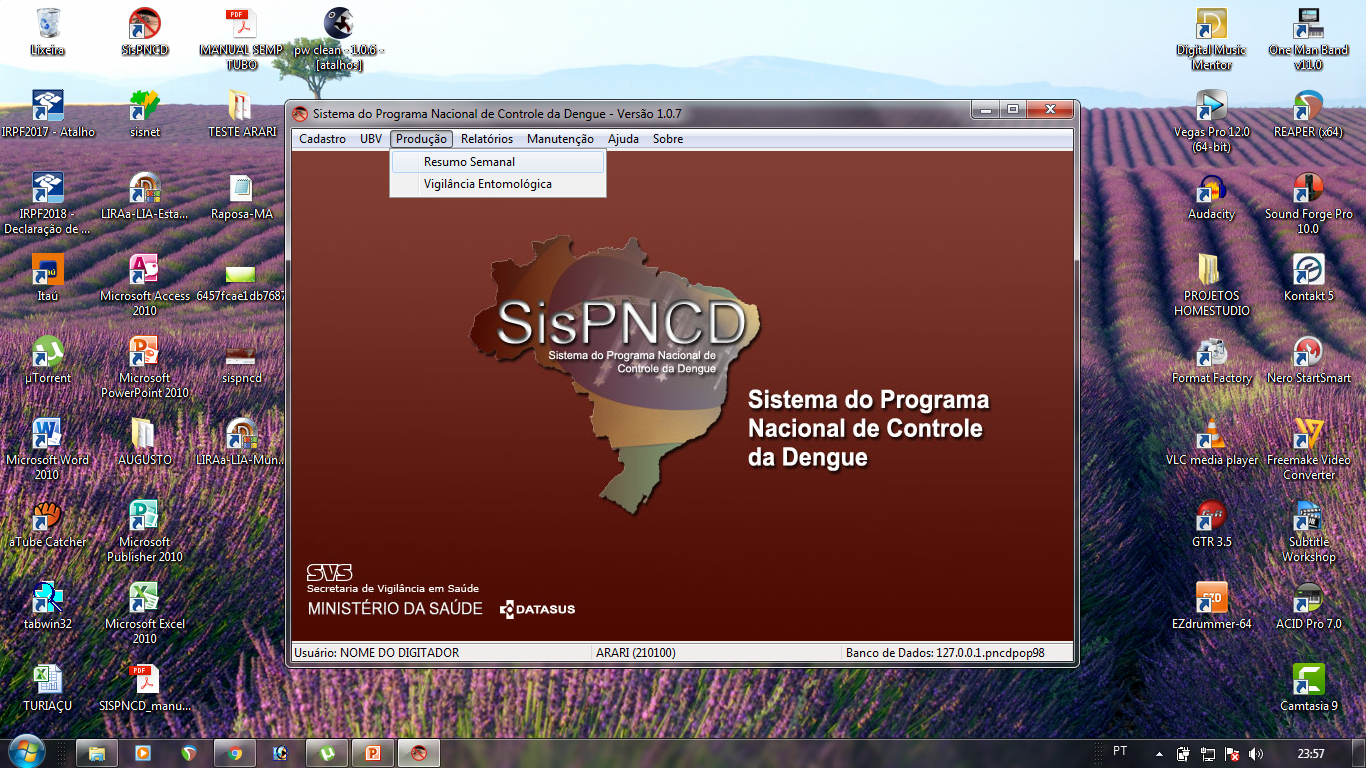 Lixeira
SisPNCD
MANUAL SEMP
TUBO
pw clean - 1.0.6 -
[atalhos]
Digital Music
Mentor
One Man Band
v11.0
IRPF2017 - Atalho
sisnet
TESTE ARARI
Vegas Pro 12.0
(64-bit)
REAPER (x64)
IRPF2018 -
Declaração de ...
LIRAa-LIA-Esta...
Raposa-MA
Audacity
Sound Forge Pro
10.0
Itaú
Microsoft Access
2010
6457fcae1db7687
PROJETOS
HOMESTUDIO
Kontakt 5
µTorrent
Microsoft
PowerPoint 2010
sispncd
Format Factory
Nero StartSmart
Microsoft Word
2010
AUGUSTO
LIRAa-LIA-Mun...
VLC media player
Freemake Video
Converter
aTube Catcher
Microsoft
Publisher 2010
GTR 3.5
Subtitle
Workshop
tabwin32
Microsoft Excel
2010
EZdrummer-64
ACID Pro 7.0
TURIAÇU
SISPNCD_manu...
Camtasia 9
Sistema do Programa Nacional de Controle da Dengue - Versão 1.0.7
Cadastro UBV Produção Relatórios Manutenção Ajuda Sobre
Resumo Semanal
Vigilância Entomológica
SisPNCD
Sistema do Programa Nacional de
Controle da Dengue
Sistema do Programa
Nacional de Controle
da Dengue
SVS
Secretaria de Vigilância em Saúde
MINISTÉRIO DA SAÚDE DATASUS
Usuário: NOME DO DIGITADOR ARARI (210100) Banco de Dados: 127.0.0.1.pncdpop98
PT 23:57